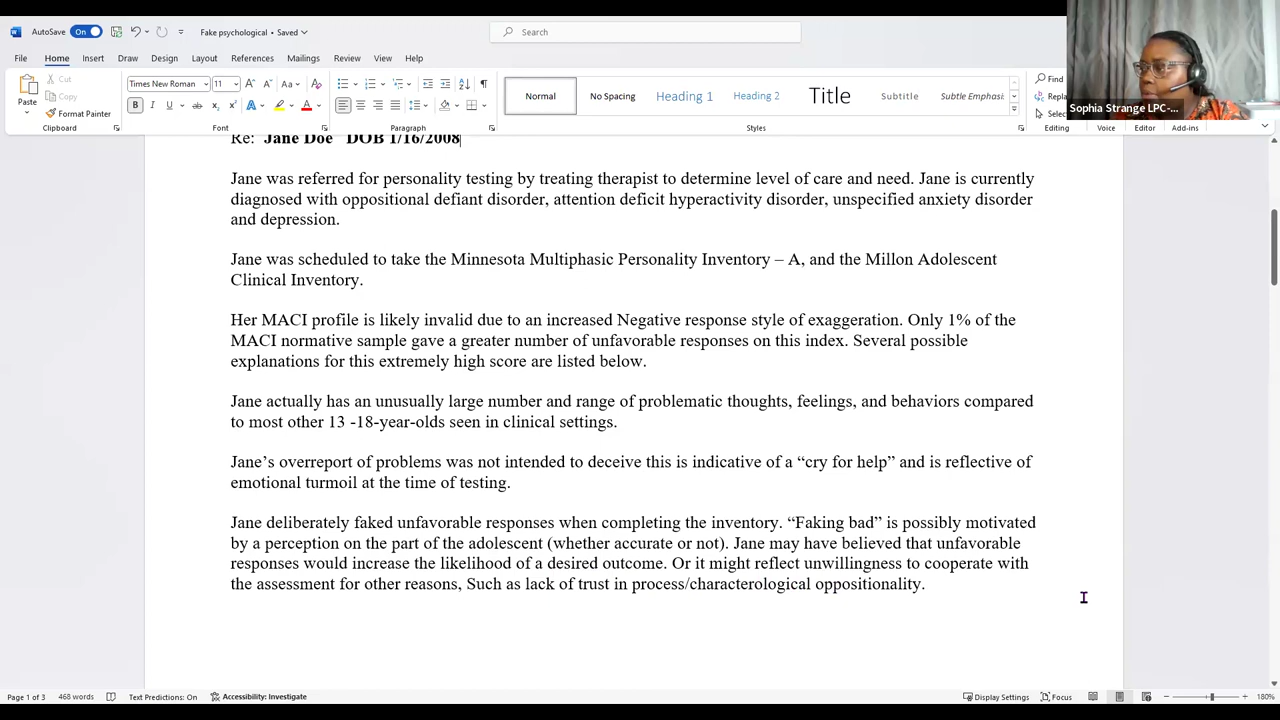 AutoSave On Fake psychological • Saved Search
Sophia Strange LPC-...
File Home Insert Draw Design Layout References Mailings Review View Help
Paste Cut Copy Format Painter Times New Roman 11 Normal No Spacing Heading 1 Heading 2 Title Subtitle Subtle Emphasis Find
Clipboard Font Paragraph Styles Editing Voice Editor Add-ins
Re: Jane Doe DOB 1/16/2008
Jane was referred for personality testing by treating therapist to determine level of care and need. Jane is currently
diagnosed with oppositional defiant disorder, attention deficit hyperactivity disorder, unspecified anxiety disorder
and depression.
Jane was scheduled to take the Minnesota Multiphasic Personality Inventory – A, and the Millon Adolescent
Clinical Inventory.
Her MACI profile is likely invalid due to an increased Negative response style of exaggeration. Only 1% of the
MACI normative sample gave a greater number of unfavorable responses on this index. Several possible
explanations for this extremely high score are listed below.
Jane actually has an unusually large number and range of problematic thoughts, feelings, and behaviors compared
to most other 13 -18-year-olds seen in clinical settings.
Jane’s overreport of problems was not intended to deceive this is indicative of a “cry for help” and is reflective of
emotional turmoil at the time of testing.
Jane deliberately faked unfavorable responses when completing the inventory. “Faking bad” is possibly motivated
by a perception on the part of the adolescent (whether accurate or not). Jane may have believed that unfavorable
responses would increase the likelihood of a desired outcome. Or it might reflect unwillingness to cooperate with
the assessment for other reasons, Such as lack of trust in process/characterological oppositionality.
Page 1 of 3 468 words Text Predictions: On Accessibility: Investigate Display Settings Focus 180%